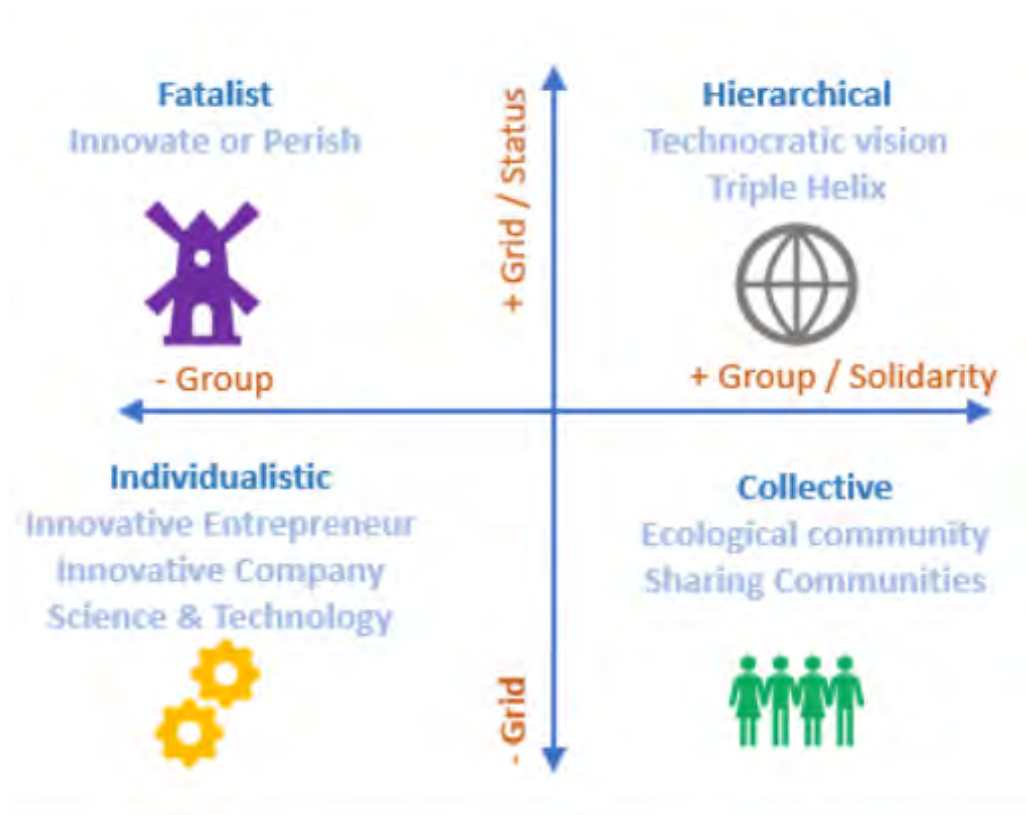 Fatalist
Innovate or Perish
Hierarchical
Technocratic vision
Triple Helix
+ Grid / Status
- Group
+ Group / Solidarity
Individualistic
Innovative Entrepreneur
Innovative Company
Science & Technology
Collective
Ecological community
Sharing Communities
- Grid